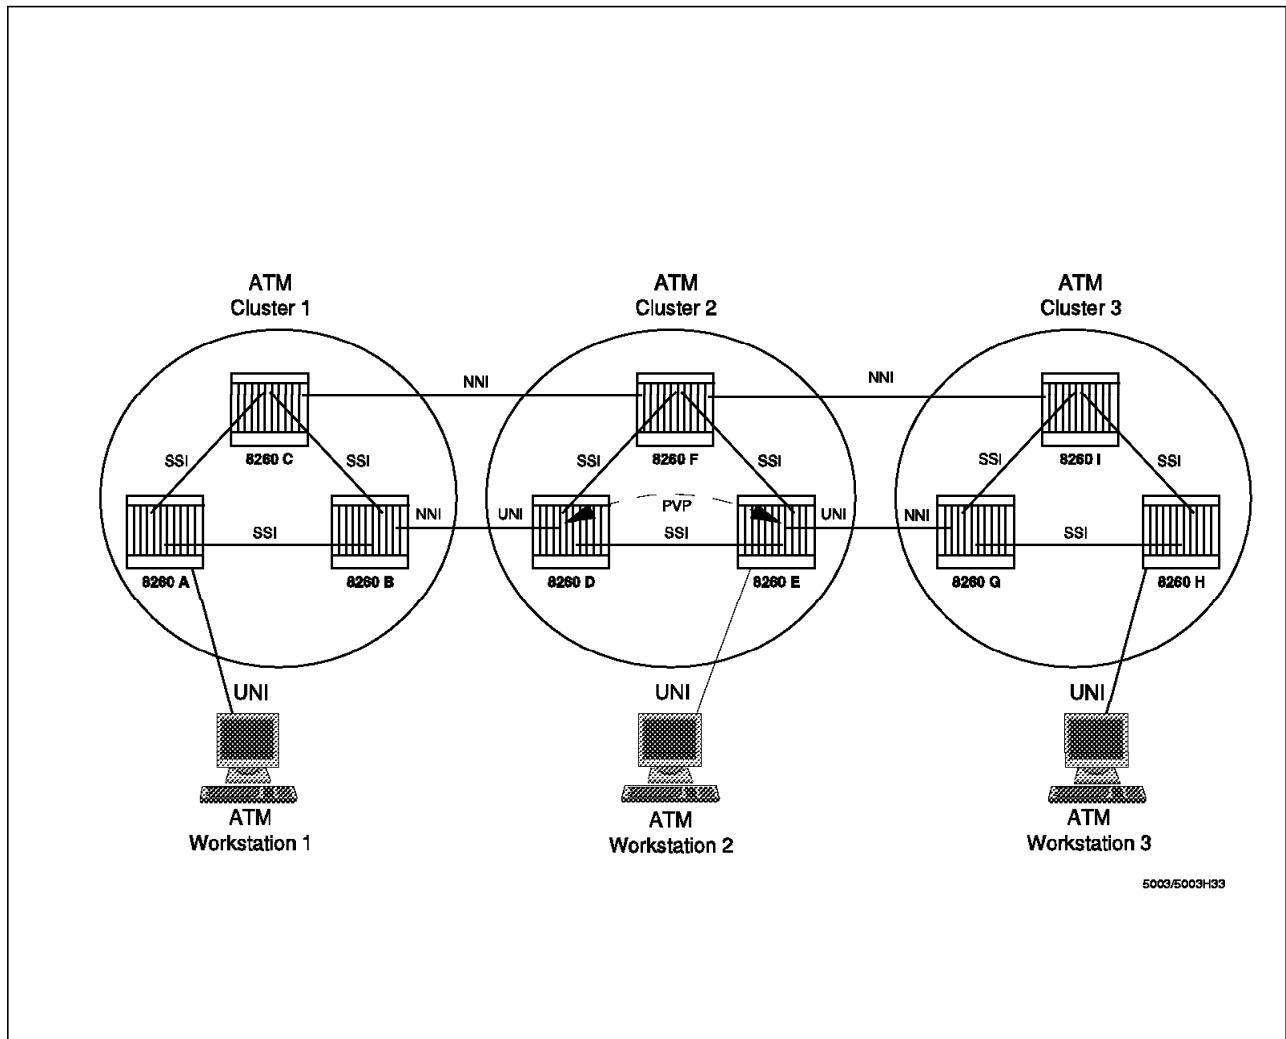 ATM
Cluster 1
ATM
Cluster 2
ATM
Cluster 3
NNI
NNI
8260 C
8260 F
8260 I
SSI
SSI
SSI
SSI
SSI
SSI
PVP
NNI
UNI
UNI
NNI
SSI
SSI
SSI
8260 A
8260 B
8260 D
8260 E
8260 G
8260 H
UNI
UNI
UNI
ATM
Workstation 1
ATM
Workstation 2
ATM
Workstation 3
5003/5003H33